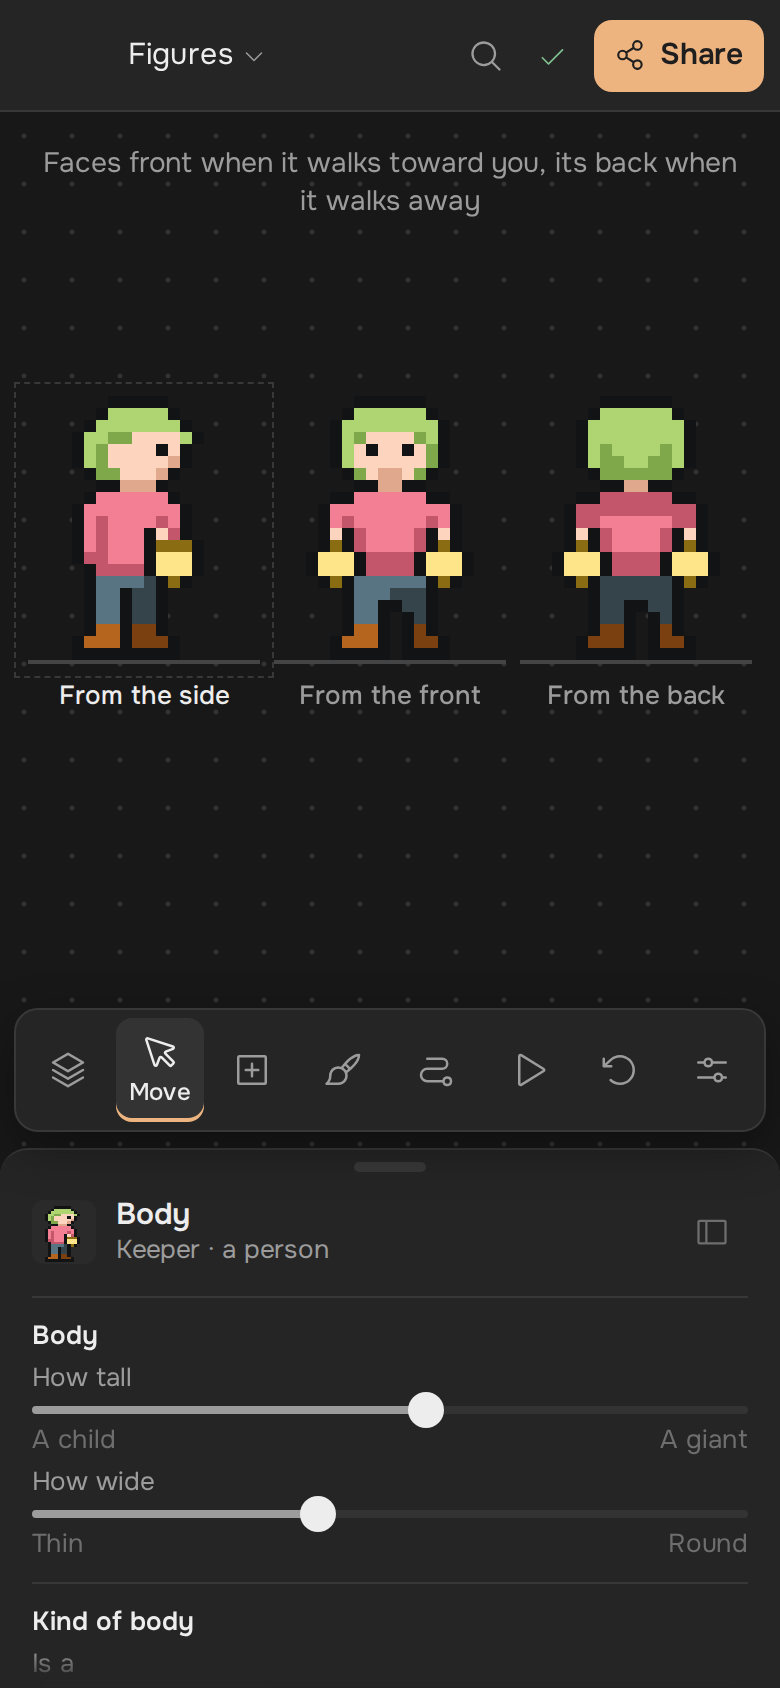 Figures
Share
Faces front when it walks toward you, its back when
it walks away
From the side
From the front
From the back
Move
Body
Keeper · a person
Body
How tall
A child
A giant
How wide
Thin
Round
Kind of body
Is a